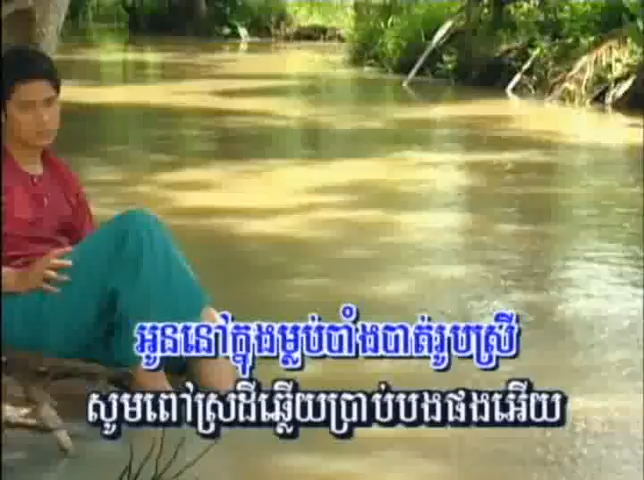 អូននៅក្នុងម្លប់បាំងបាត់រូបស្រី
សូមពៅស្រដីឆ្លើយប្រាប់បងផងអើយ